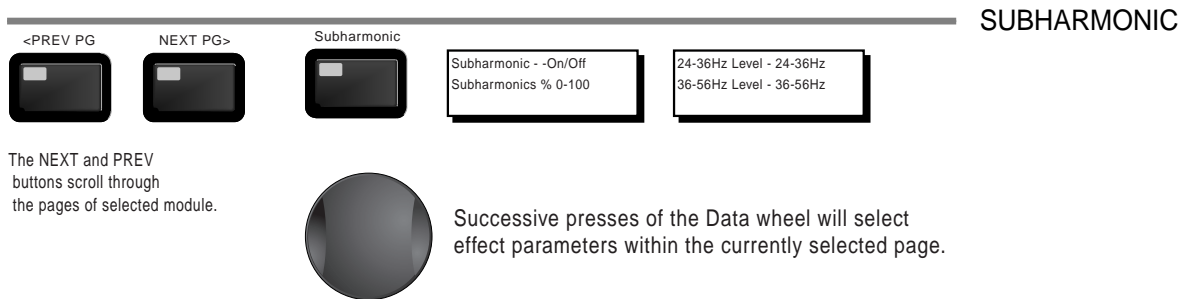 SUBHARMONIC
<PREV PG
NEXT PG>
Subharmonic
Subharmonic - -On/Off
Subharmonics % 0-100
24-36Hz Level - 24-36Hz
36-56Hz Level - 36-56Hz
The NEXT and PREV
buttons scroll through
the pages of selected module.
Successive presses of the Data wheel will select
effect parameters within the currently selected page.